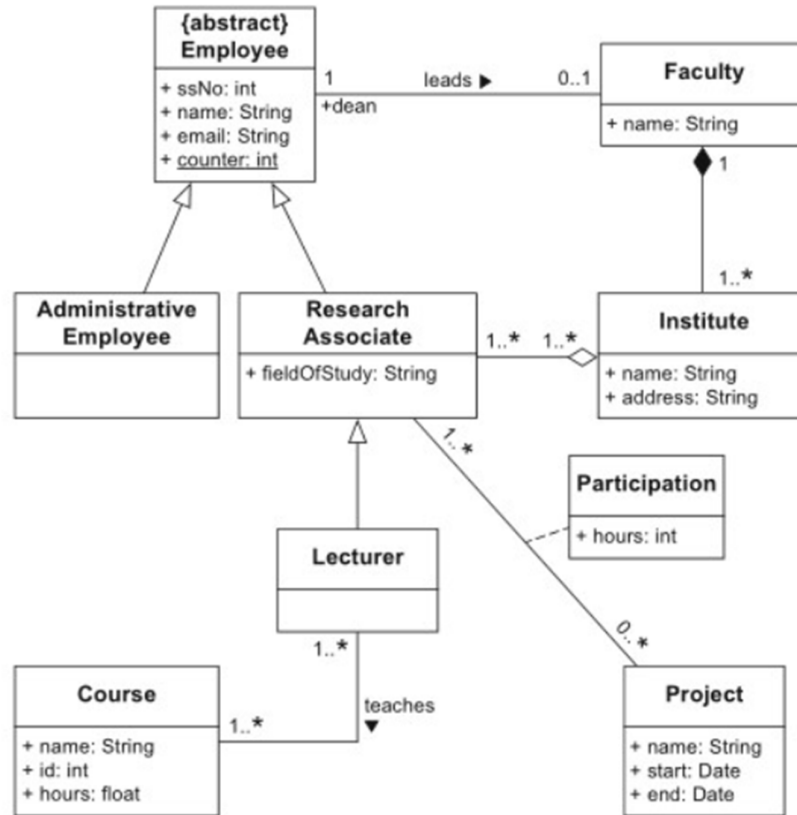 {abstract}
Employee
+ ssNo: int
+ name: String
+ email: String
+ counter: int
1
+dean
leads ▶
0..1
Faculty
+ name: String
1
1..*
Administrative
Employee
Research
Associate
+ fieldOfStudy: String
1..*
1..*
Institute
+ name: String
+ address: String
1..*
Participation
+ hours: int
Lecturer
1..*
0..*
teaches
▼
1..*
Course
+ name: String
+ id: int
+ hours: float
Project
+ name: String
+ start: Date
+ end: Date